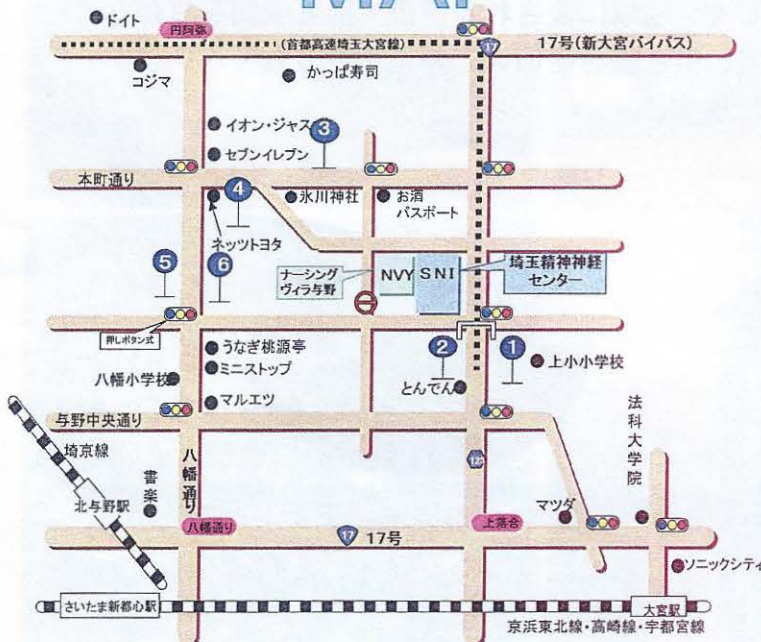 MAP
ドイト
円阿弥
(首都高速埼玉大宮線)
17
17号(新大宮バイパス)
コジマ
かっぱ寿司
イオン・ジャス
3
セブンイレブン
本町通り
4
氷川神社
お酒
パスポート
ネッツトヨタ
5
6
ナーシング
ヴィラ与野
NVY
SNI
埼玉精神神経
センター
押しボタン式
うなぎ桃源亭
2
1
上小小学校
ミニストップ
八幡小学校
とんでん
マルエツ
与野中央通り
法科大学院
埼京線
八幡通り
書楽
北与野駅
マツダ
八幡通り
17
17号
上落合
ソニックシティ
さいたま新都心駅
大宮駅
京浜東北線・高崎線・宇都宮線